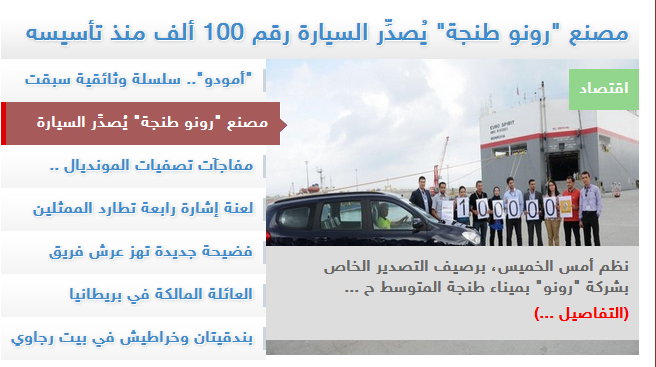 مصنع "رونو طنجة" يُصدِّر السيارة رقم 100 ألف منذ تأسيسه
اقتصاد
100000
نظم أمس الخميس، برصيف التصدير الخاص
بشركة "رونو" بميناء طنجة المتوسط ح ...
(التفاصيل ...)
"أمودو".. سلسلة وثائقية سبقت
مصنع "رونو طنجة" يُصدِّر السيارة
مفاجآت تصفيات المونديال ..
لعنة إشارة رابعة تطارد الممثلين
فضيحة جديدة تهز عرش فريق
العائلة المالكة في بريطانيا
بندقيتان وخراطيش في بيت رجاوي